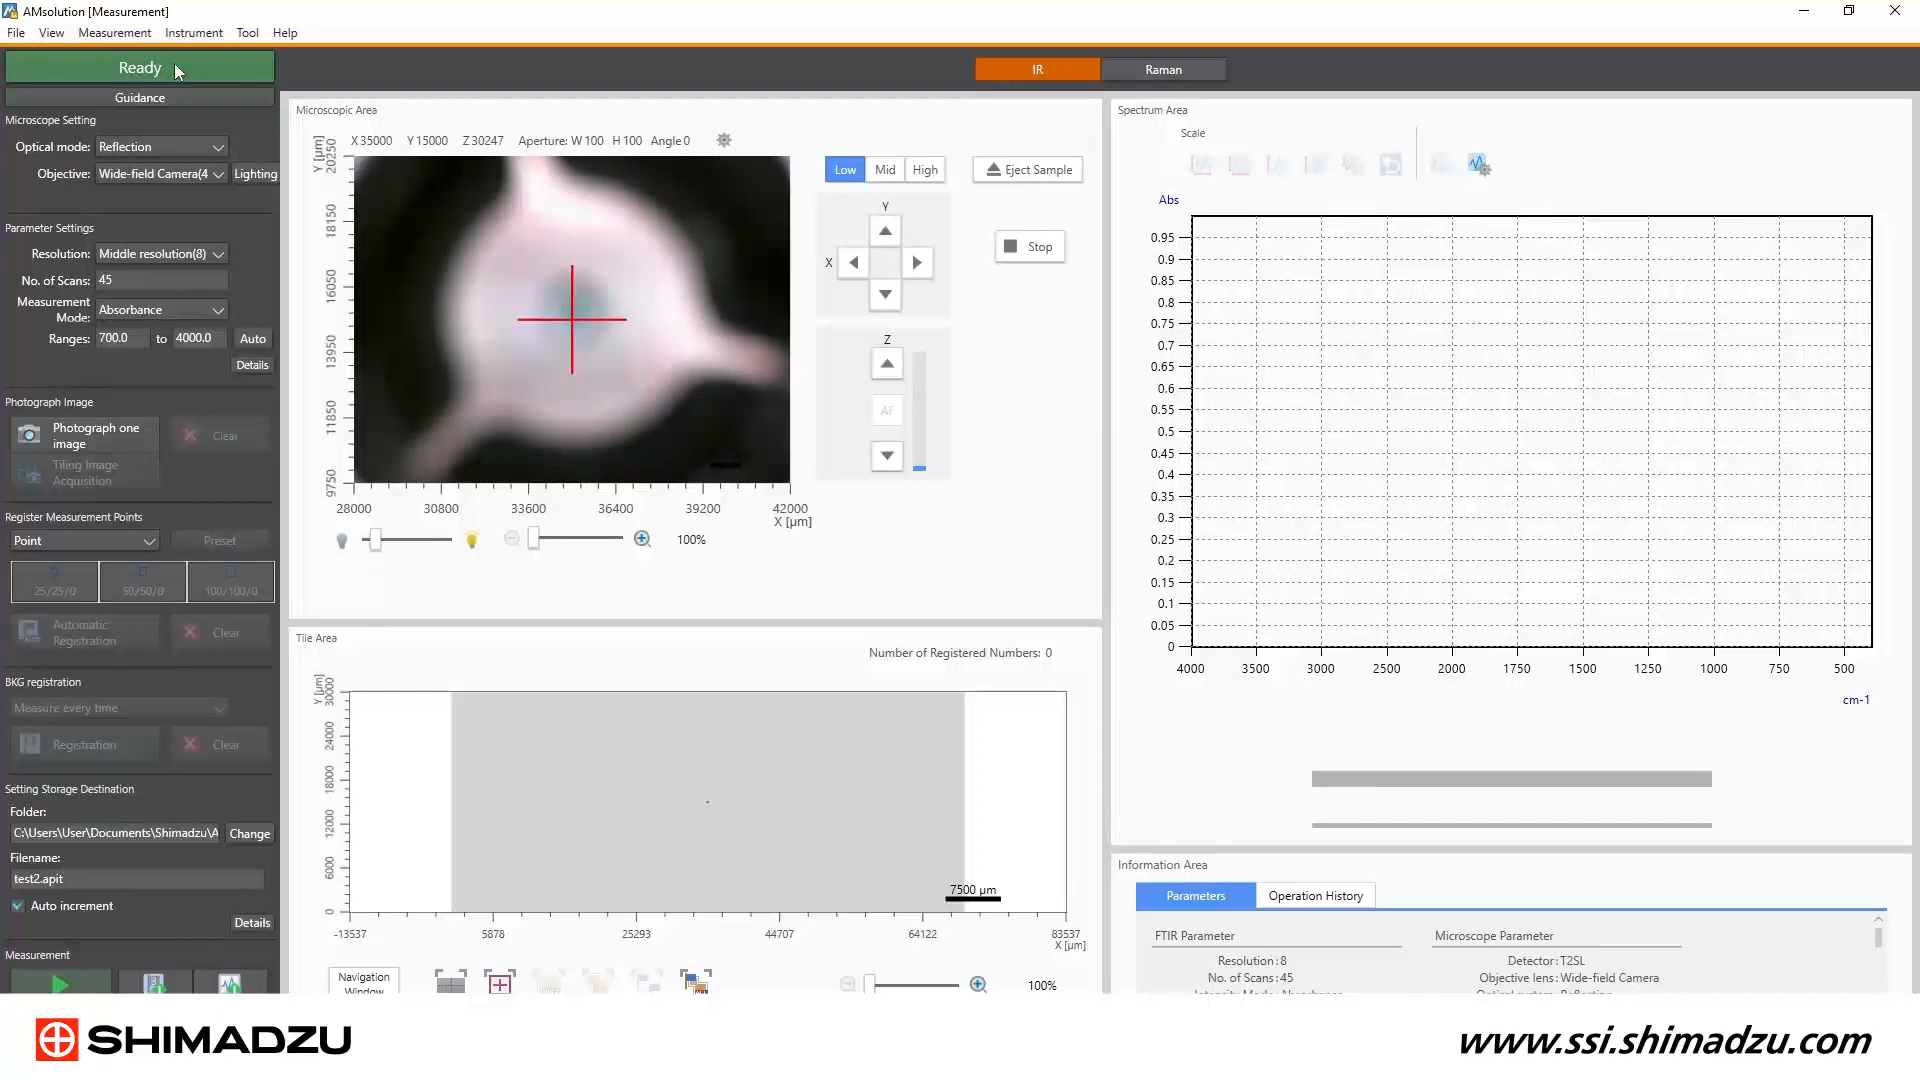 AMsolution [Measurement]
File View Measurement Instrument Tool Help
Ready
Guidance
IR
Raman
Microscope Setting
Optical mode: Reflection
Objective: Wide-field Camera(4
Lighting
Parameter Settings
Resolution: Middle resolution(8)
No. of Scans: 45
Measurement
Mode: Absorbance
Ranges: 700.0 to 4000.0
Auto
Details
Photograph Image
Photograph one
image
Clear
Tiling Image
Acquisition
Register Measurement Points
Point
Preset
25/25/0
50/50/0
100/100/0
Automatic
Registration
Clear
BKG registration
Measure every time
Registration
Clear
Setting Storage Destination
Folder:
C:\Users\User\Documents\Shimadzu\A
Change
Filename:
test2.apit
Auto increment
Details
Measurement
Microscopic Area
X 35000 Y 15000 Z 30247 Aperture: W 100 H 100 Angle 0
Y [µm]
20250
18150
16050
13950
11850
9750
28000 30800 33600 36400 39200 42000
X [µm]
100%
Low Mid High
Eject Sample
Y
X
Stop
Z
AF
Tile Area
Number of Registered Numbers: 0
Y [µm]
30000
24000
18000
12000
6000
0
7500 µm
-13537 5878 25293 44707 64122 83537
X [µm]
Navigation
Window
100%
Spectrum Area
Scale
Abs
0.95
0.9
0.85
0.8
0.75
0.7
0.65
0.6
0.55
0.5
0.45
0.4
0.35
0.3
0.25
0.2
0.15
0.1
0.05
0
4000 3500 3000 2500 2000 1750 1500 1250 1000 750 500
cm-1
Information Area
Parameters
Operation History
FTIR Parameter
Resolution: 8
No. of Scans: 45
Microscope Parameter
Detector: T2SL
Objective lens: Wide-field Camera
SHIMADZU
www.ssi.shimadzu.com